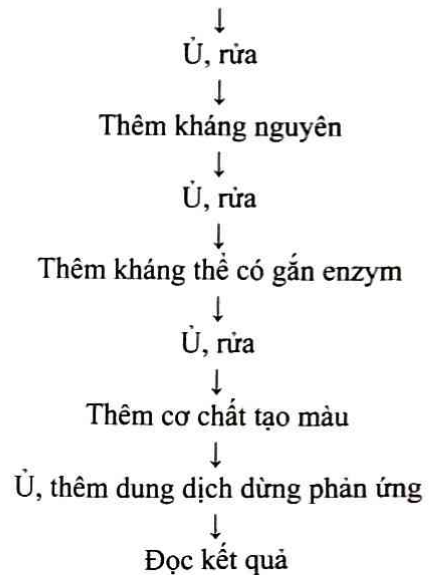 ↓
Ủ, rửa
↓
Thêm kháng nguyên
↓
Ủ, rửa
↓
Thêm kháng thể có gắn enzym
↓
Ủ, rửa
↓
Thêm cơ chất tạo màu
↓
Ủ, thêm dung dịch dừng phản ứng
↓
Đọc kết quả